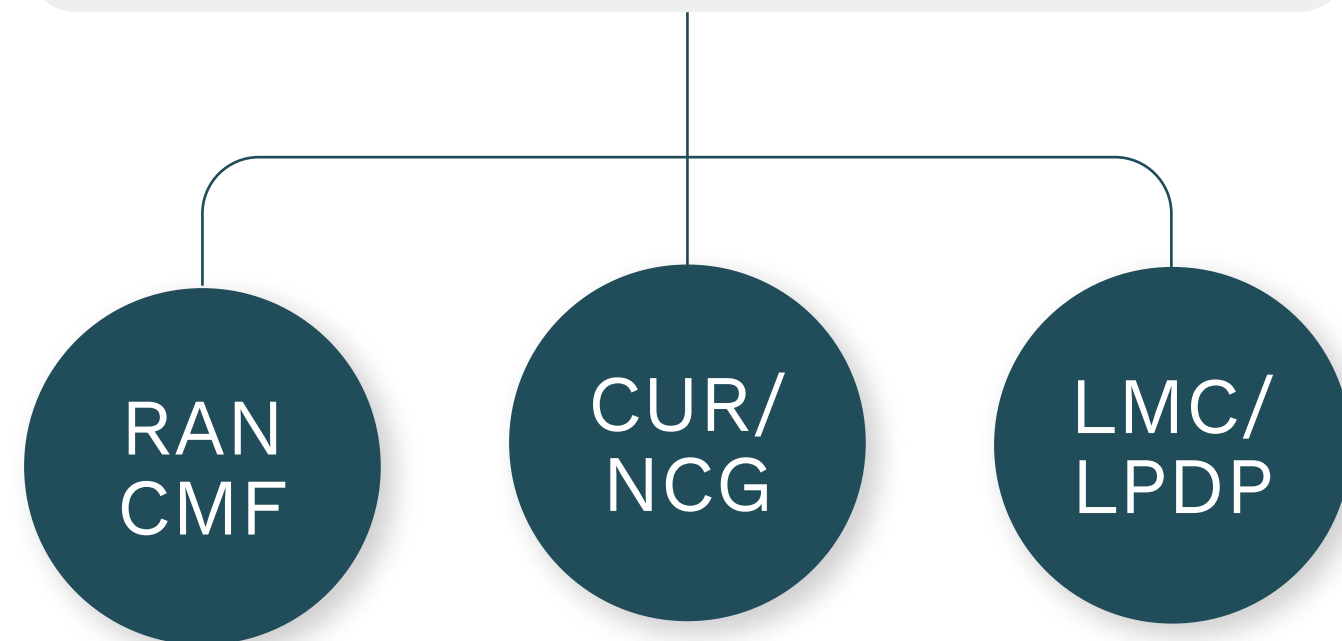 RAN
CMF
CUR/
NCG
LMC/
LPDP